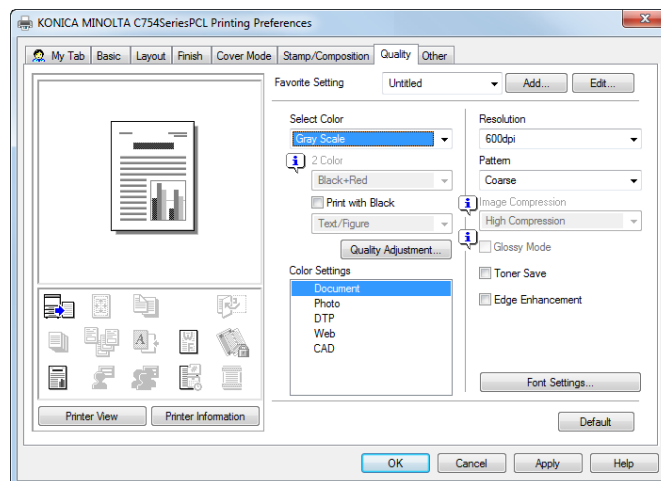 KONICA MINOLTA C754SeriesPCL Printing Preferences
My Tab Basic Layout Finish Cover Mode Stamp/Composition Quality Other
Favorite Setting Untitled Add... Edit...
Select Color
Gray Scale
2 Color
Black+Red
Print with Black
Text/Figure
Quality Adjustment...
Color Settings
Document
Photo
DTP
Web
CAD
Resolution
600dpi
Pattern
Coarse
Image Compression
High Compression
Glossy Mode
Toner Save
Edge Enhancement
Font Settings...
Printer View Printer Information
Default
OK Cancel Apply Help